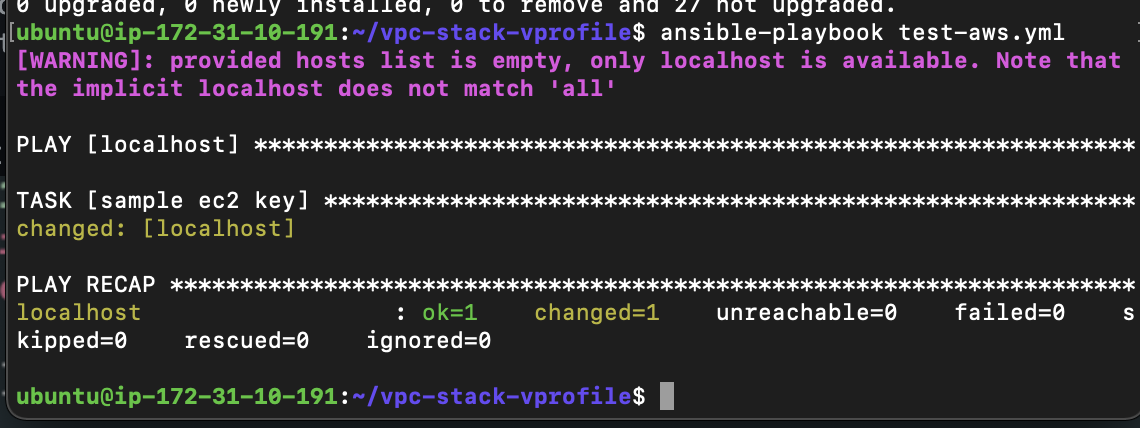 0 upgraded, 0 newly installed, 0 to remove and 27 not upgraded.
ubuntu@ip-172-31-10-191:~/vpc-stack-vprofile$ ansible-playbook test-aws.yml
[WARNING]: provided hosts list is empty, only localhost is available. Note that
the implicit localhost does not match 'all'
PLAY [localhost] ***************************************************************
TASK [sample ec2 key] **********************************************************
changed: [localhost]
PLAY RECAP *********************************************************************
localhost                  : ok=1    changed=1    unreachable=0    failed=0    s
kipped=0    rescued=0    ignored=0
ubuntu@ip-172-31-10-191:~/vpc-stack-vprofile$